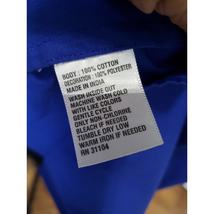 BODY : 100% COTTON
DECORATION : 100% POLYESTER
MADE IN INDIA
WASH INSIDE OUT
MACHINE WASH COLD
WITH LIKE COLORS
GENTLE CYCLE
ONLY NON-CHLORINE
BLEACH IF NEEDED
TUMBLE DRY LOW
WARM IRON IF NEEDED
RN 31104